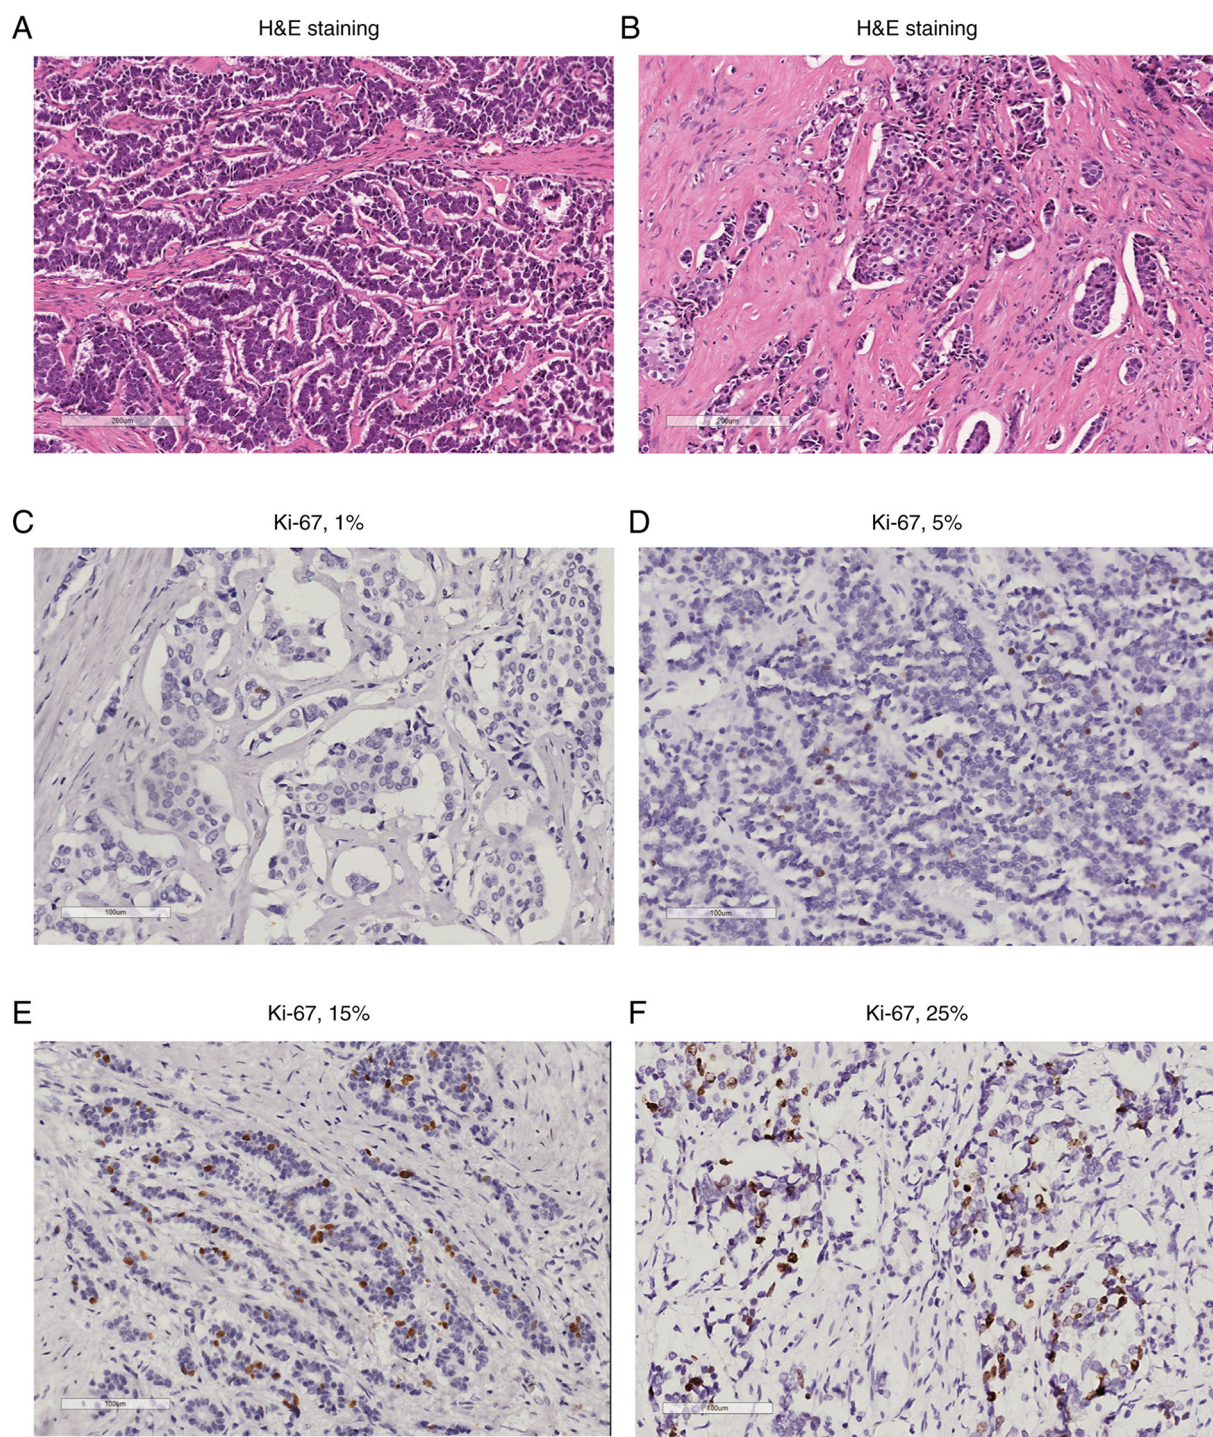 A
H&E staining
B
H&E staining
200um
200um
C
Ki-67, 1%
D
Ki-67, 5%
100um
100um
E
Ki-67, 15%
F
Ki-67, 25%
100um
100um